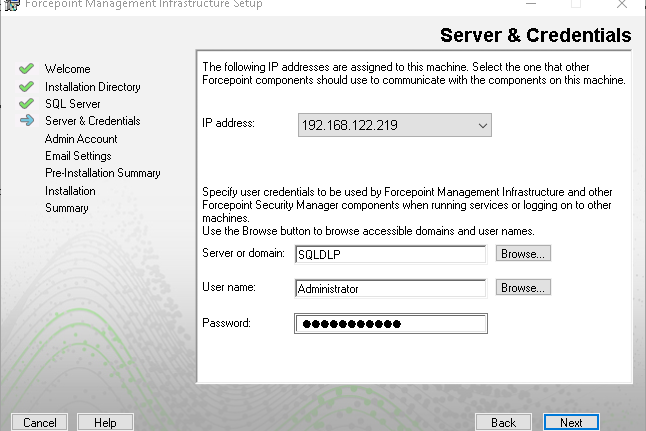 Forcepoint Management Infrastructure Setup
Server & Credentials
Welcome
Installation Directory
SQL Server
Server & Credentials
Admin Account
Email Settings
Pre-Installation Summary
Installation
Summary
The following IP addresses are assigned to this machine. Select the one that other
Forcepoint components should use to communicate with the components on this machine.
IP address:
192.168.122.219
Specify user credentials to be used by Forcepoint Management Infrastructure and other
Forcepoint Security Manager components when running services or logging on to other
machines.
Use the Browse button to browse accessible domains and user names.
Server or domain:
SQLDLP
Browse...
User name:
Administrator
Browse...
Password:
●●●●●●●●●●●
Cancel
Help
Back
Next